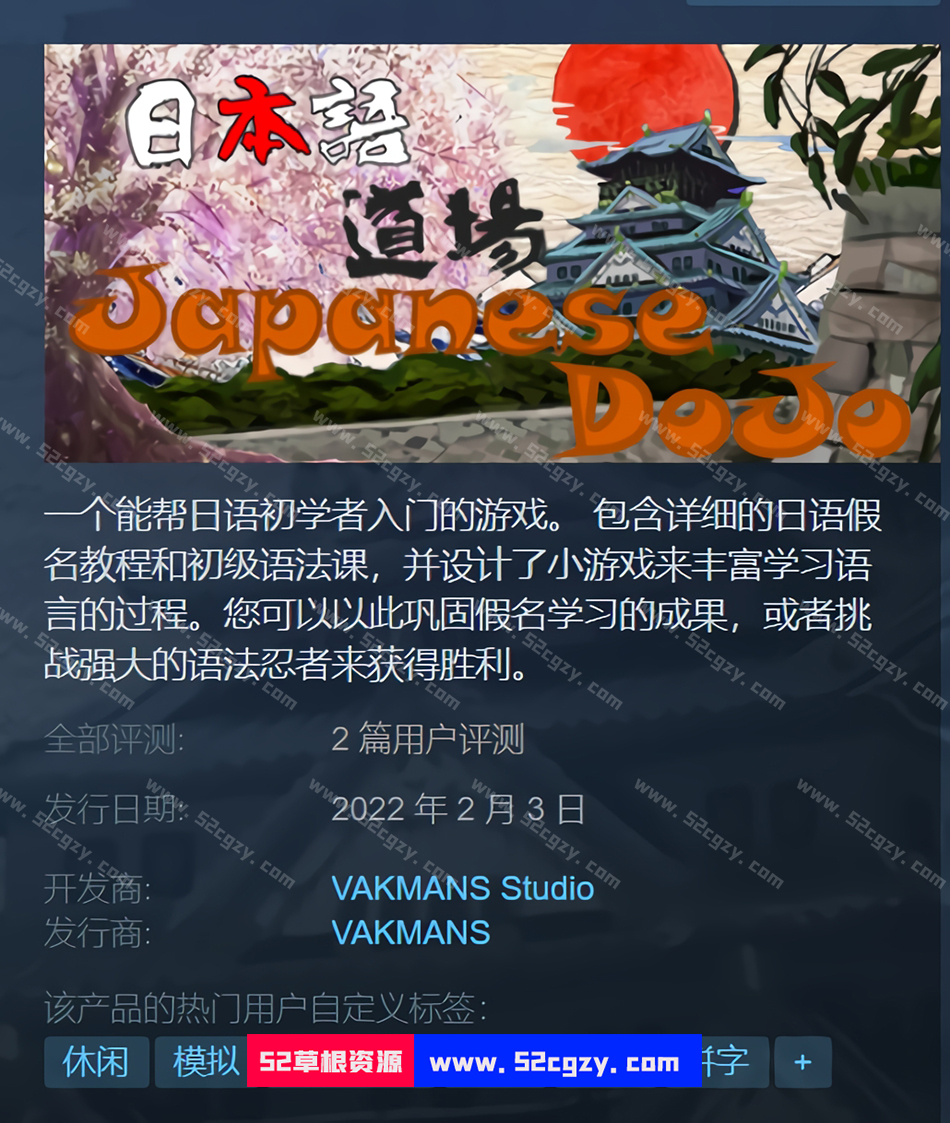 日本語
道場
Japanese
DoJo
一个能帮日语初学者入门的游戏。 包含详细的日语假
名教程和初级语法课，并设计了小游戏来丰富学习语
言的过程。您可以以此巩固假名学习的成果，或者挑
战强大的语法忍者来获得胜利。
全部评测: 2 篇用户评测
发行日期: 2022 年 2 月 3 日
开发商: VAKMANS Studio
发行商: VAKMANS
该产品的热门用户自定义标签:
休闲 模拟 52草根资源 www.52cgzy.com 拼字 +
www.52cgzy.com